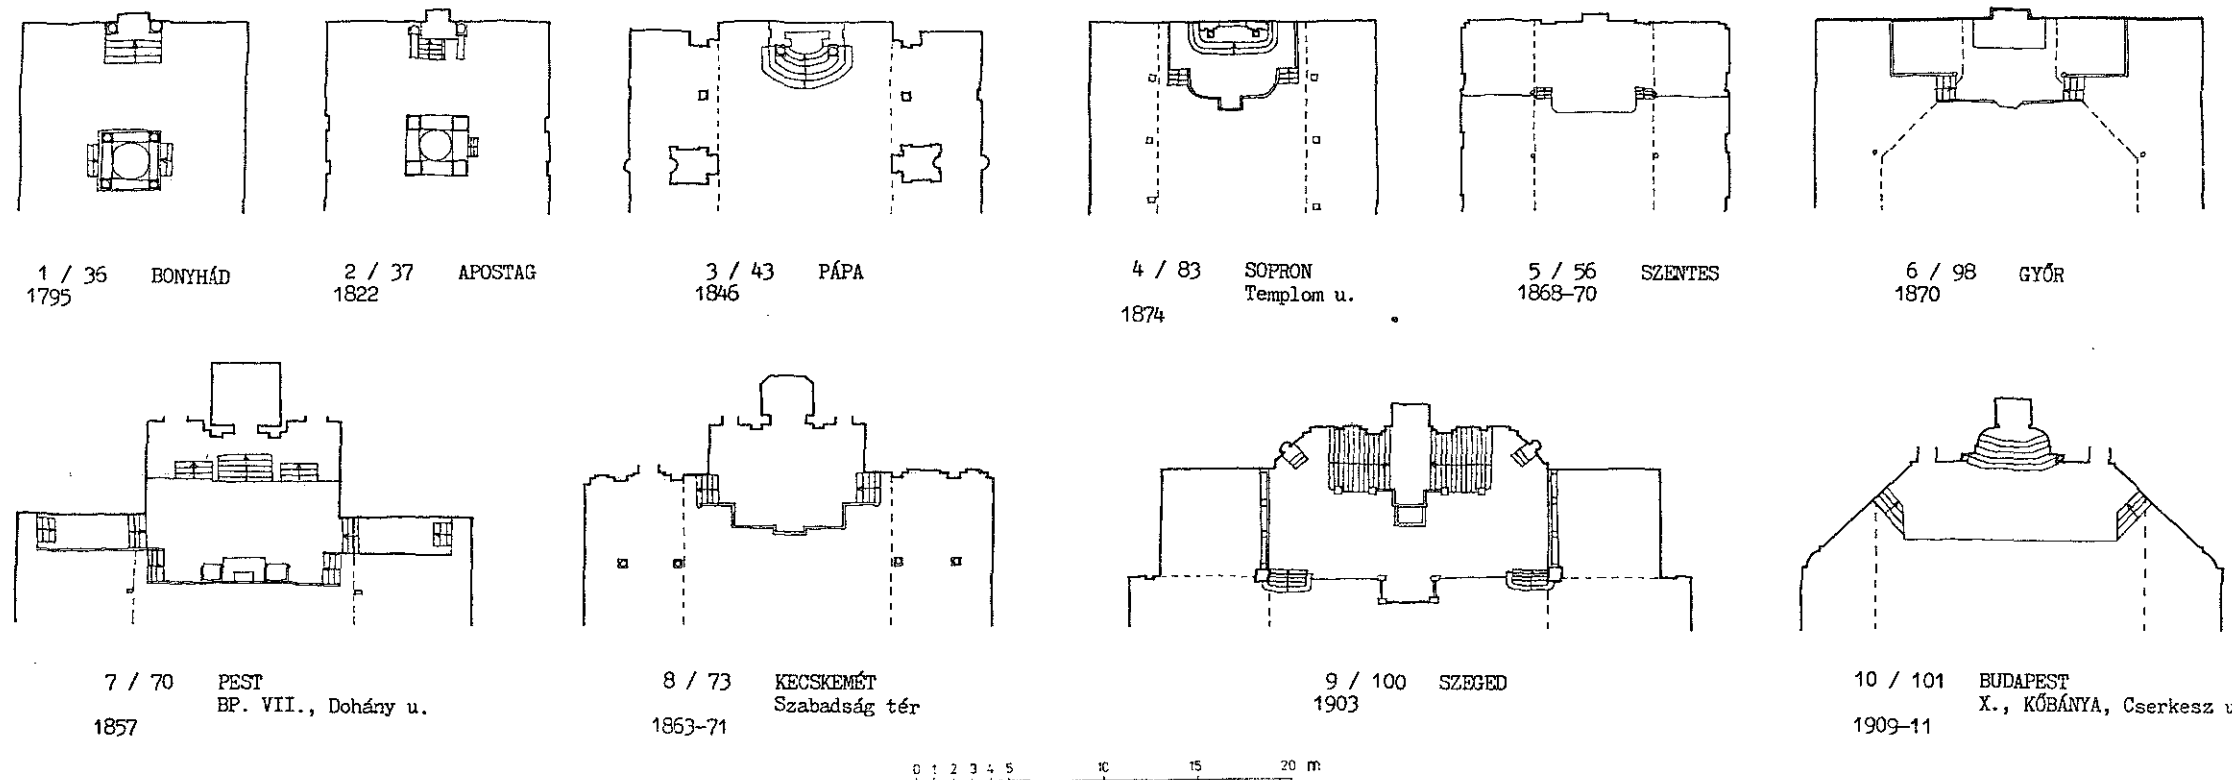 1 / 36 BONYHÁD
1795
2 / 37 APOSTAG
1822
3 / 43 PÁPA
1846
4 / 83 SOPRON
Templom u.
1874
5 / 56 SZENTES
1868-70
6 / 98 GYŐR
1870
7 / 70 PEST
BP. VII., Dohány u.
1857
8 / 73 KECSKEMÉT
Szabadság tér
1863-71
9 / 100 SZEGED
1903
10 / 101 BUDAPEST
X., KŐBÁNYA, Cserkesz u
1909-11
0 1 2 3 4 5 10 15 20 m